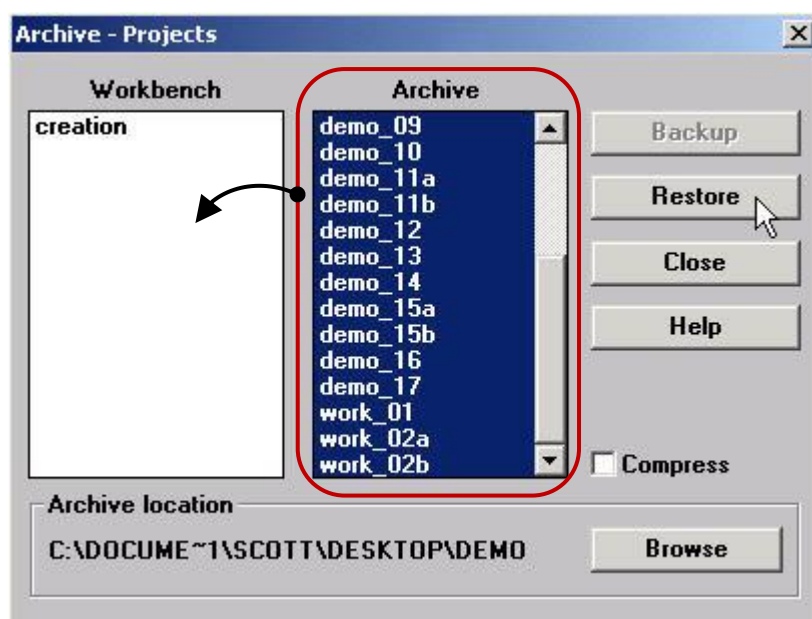 Archive - Projects
Workbench
Archive
creation
demo_09
demo_10
demo_11a
demo_11b
demo_12
demo_13
demo_14
demo_15a
demo_15b
demo_16
demo_17
work_01
work_02a
work_02b
Backup
Restore
Close
Help
Compress
Archive location
C:\DOCUME~1\SCOTT\DESKTOP\DEMO
Browse